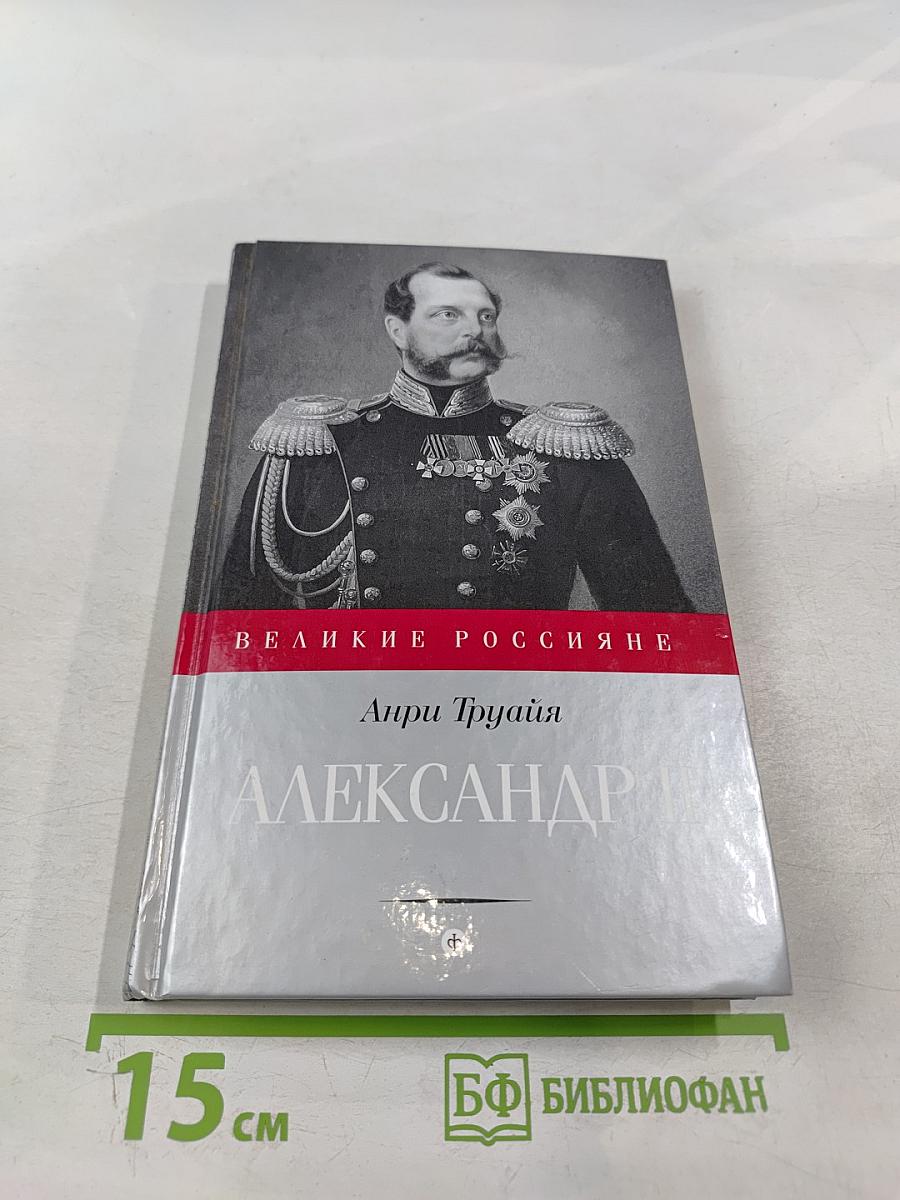 ВЕЛИКИЕ РОССИЯНЕ
Анри Труайя
АЛЕКСАНДР II
Ф
15 см
БФ БИБЛИОФАН